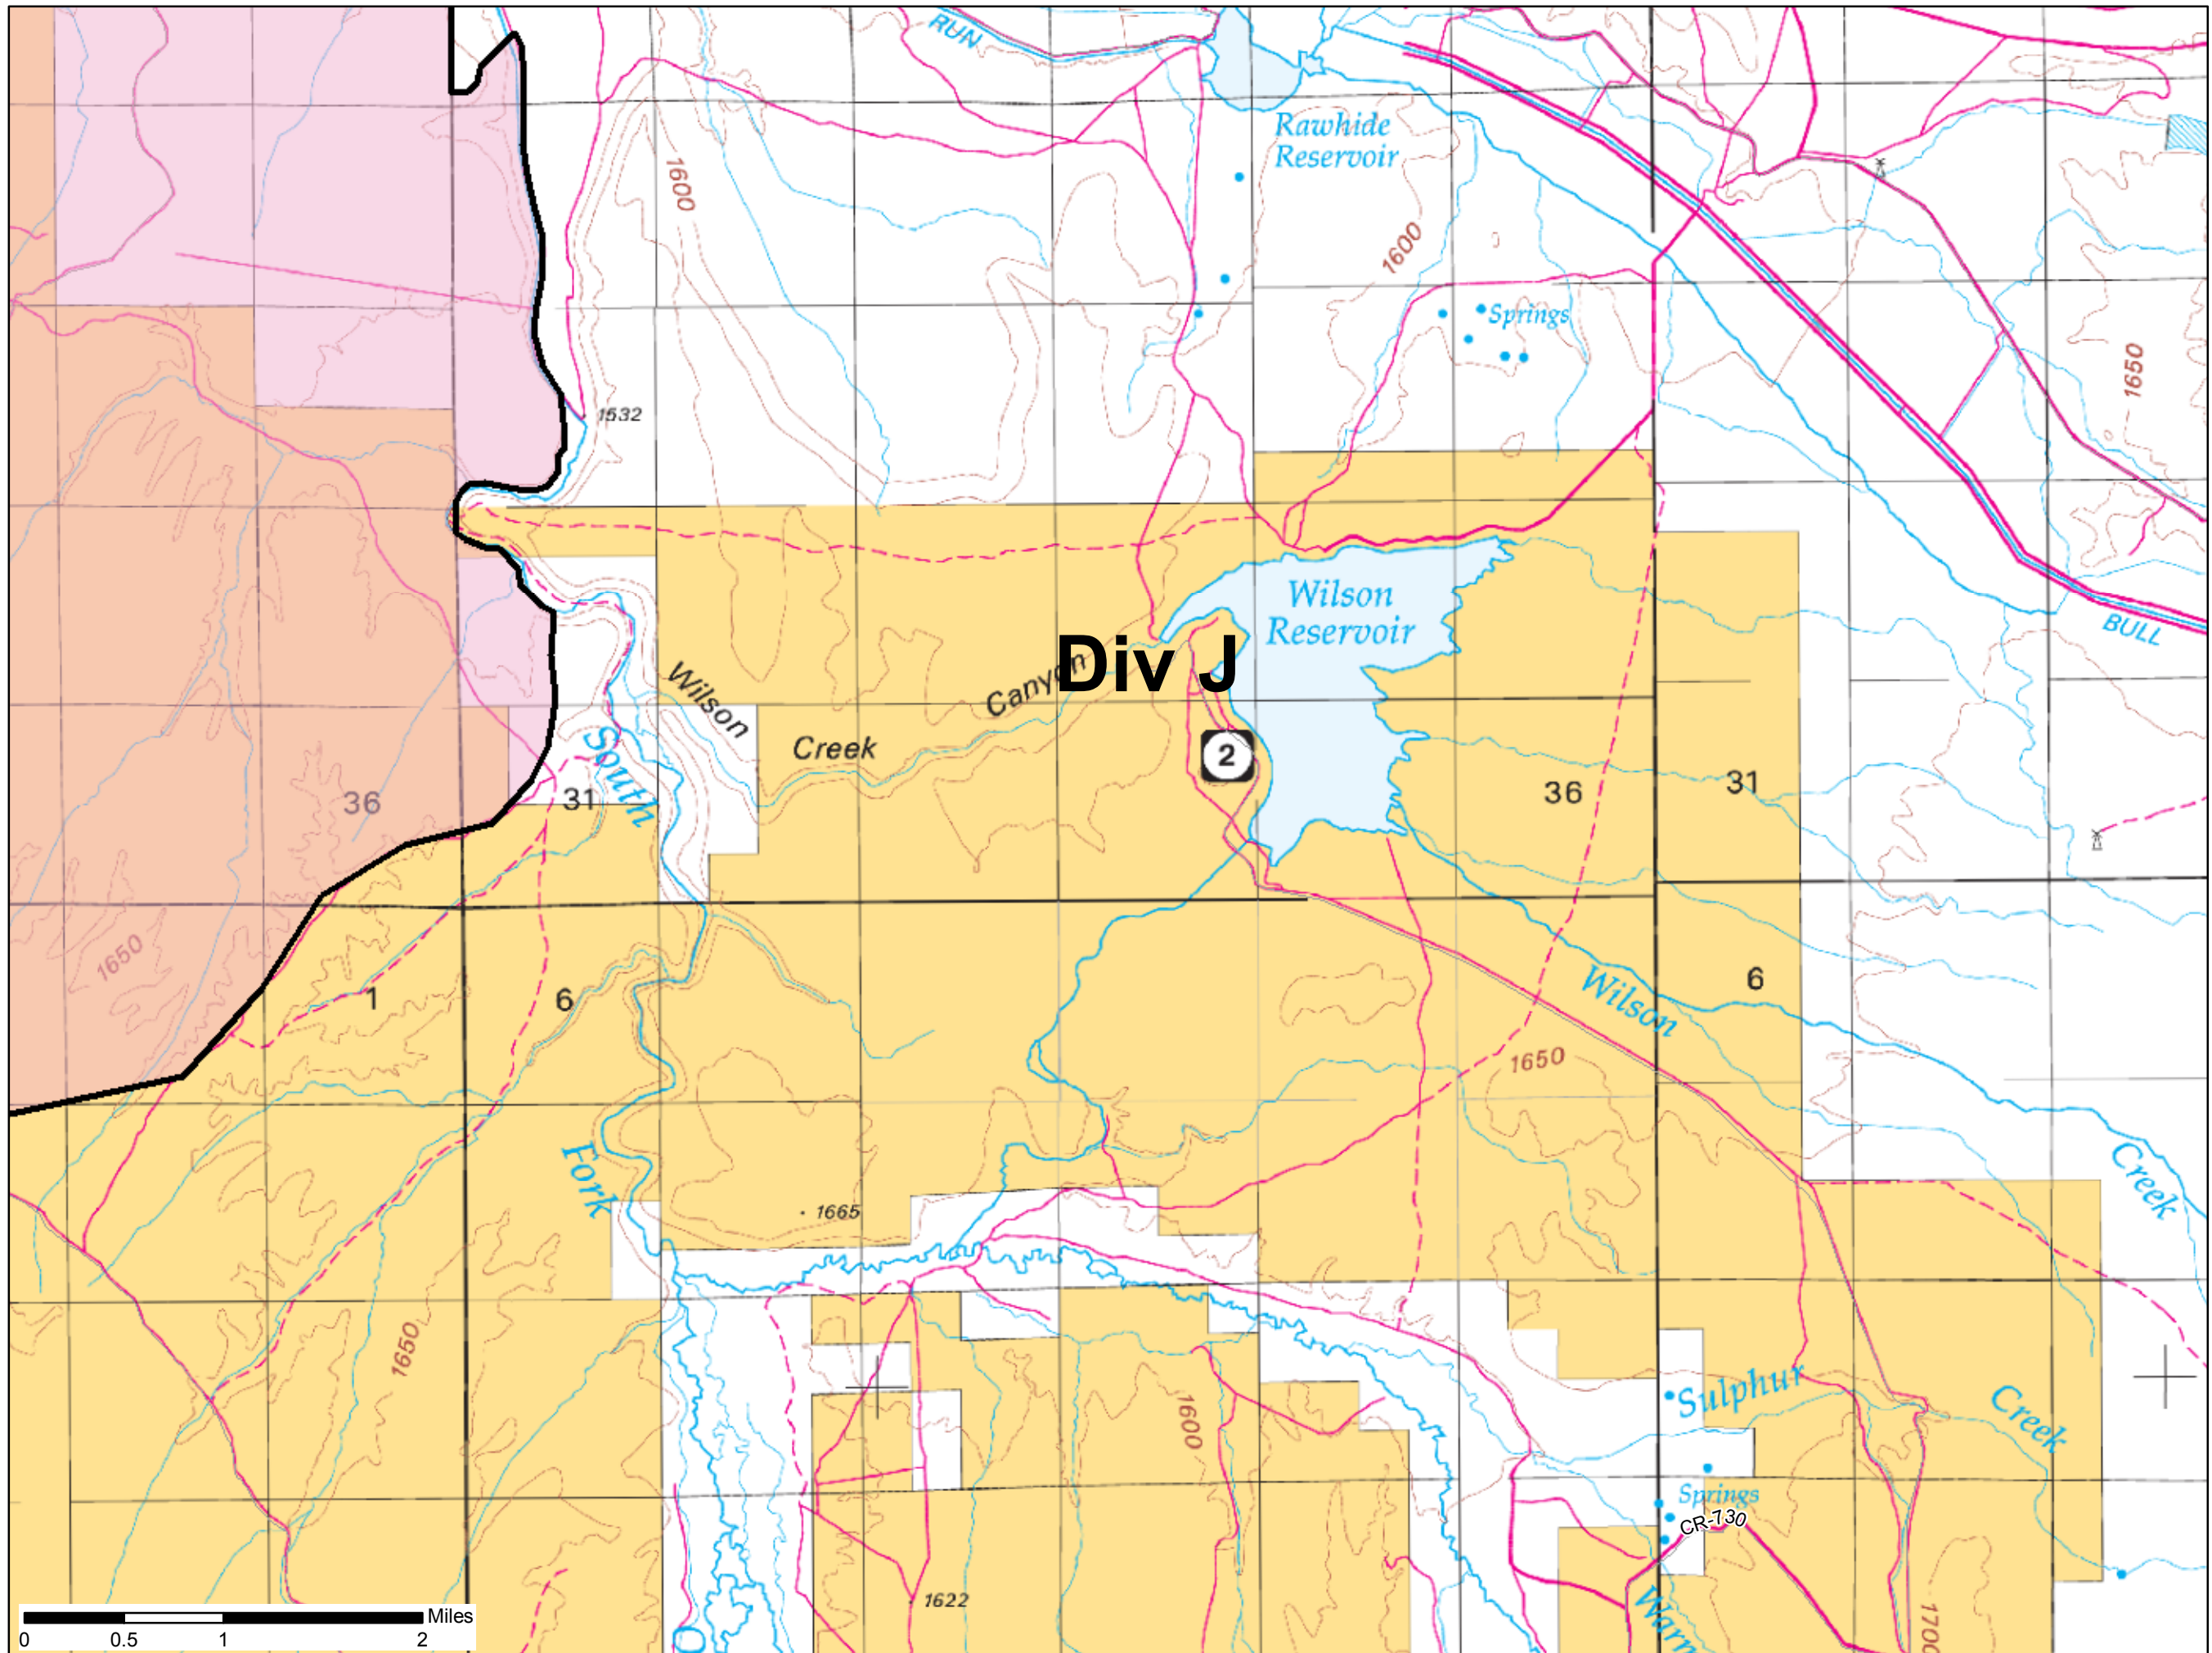 RUN
Rawhide
Reservoir
1600
1600
Springs
1650
1532
Wilson
Reservoir
BULL
Div J
Wilson
Canyon
Creek
2
South
36
31
36
31
1650
1
6
6
Wilson
1650
Fork
Creek
1665
1650
1600
Sulphur
Creek
Springs
CR-730
1622
Warn
1700
Miles
0
0.5
1
2